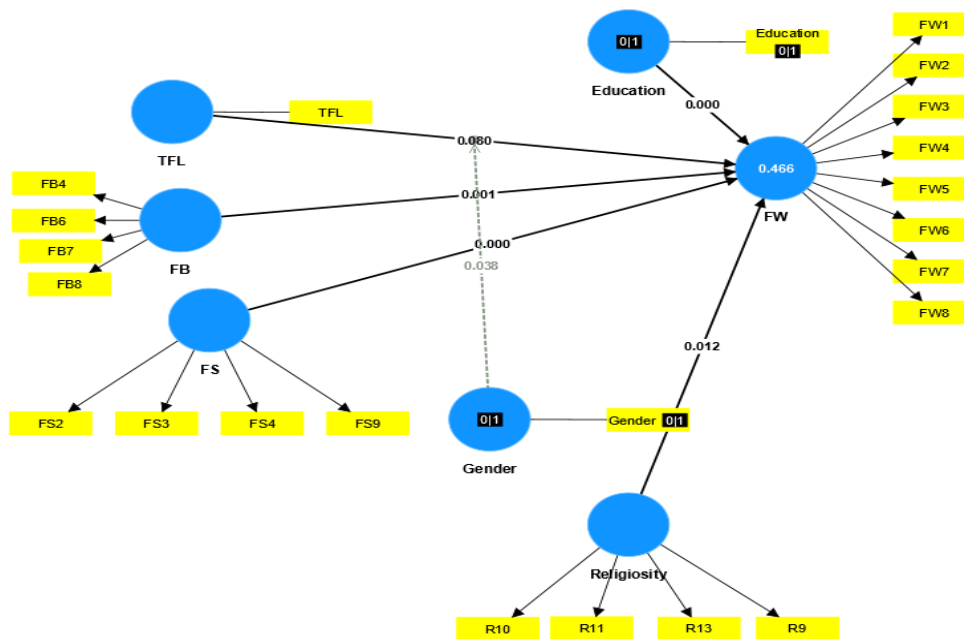 FW1
Education
0|1
0|1
FW2
Education
0.000
FW3
TFL
TFL
0.080
FW4
0.466
FB4
FW5
0.001
FW
FB6
FW6
FB7
0.000
FB
0.038
FW7
FB8
FW8
0.012
FS
FS2
FS3
FS4
FS9
0|1
Gender 0|1
Gender
Religiosity
R10
R11
R13
R9